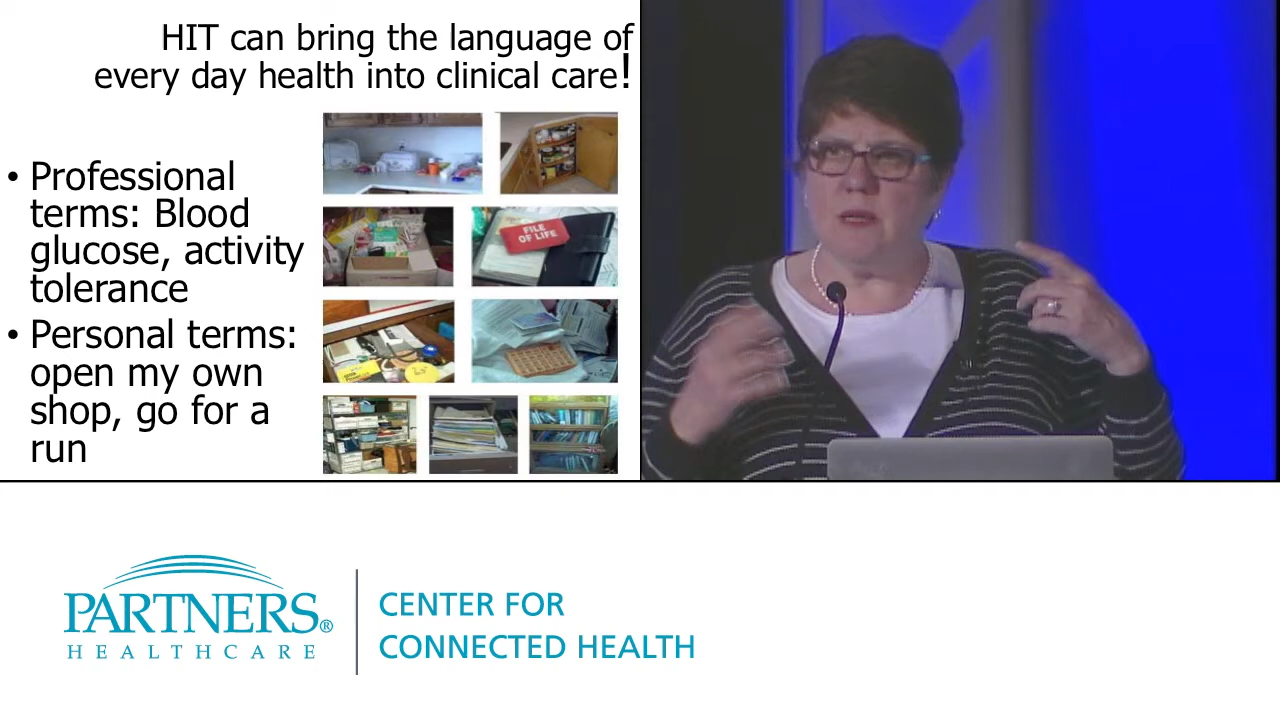 HIT can bring the language of
every day health into clinical care!
• Professional
terms: Blood
glucose, activity
tolerance
• Personal terms:
open my own
shop, go for a
run
FILE
OF LIFE
PARTNERS®
HEALTHCARE
CENTER FOR
CONNECTED HEALTH